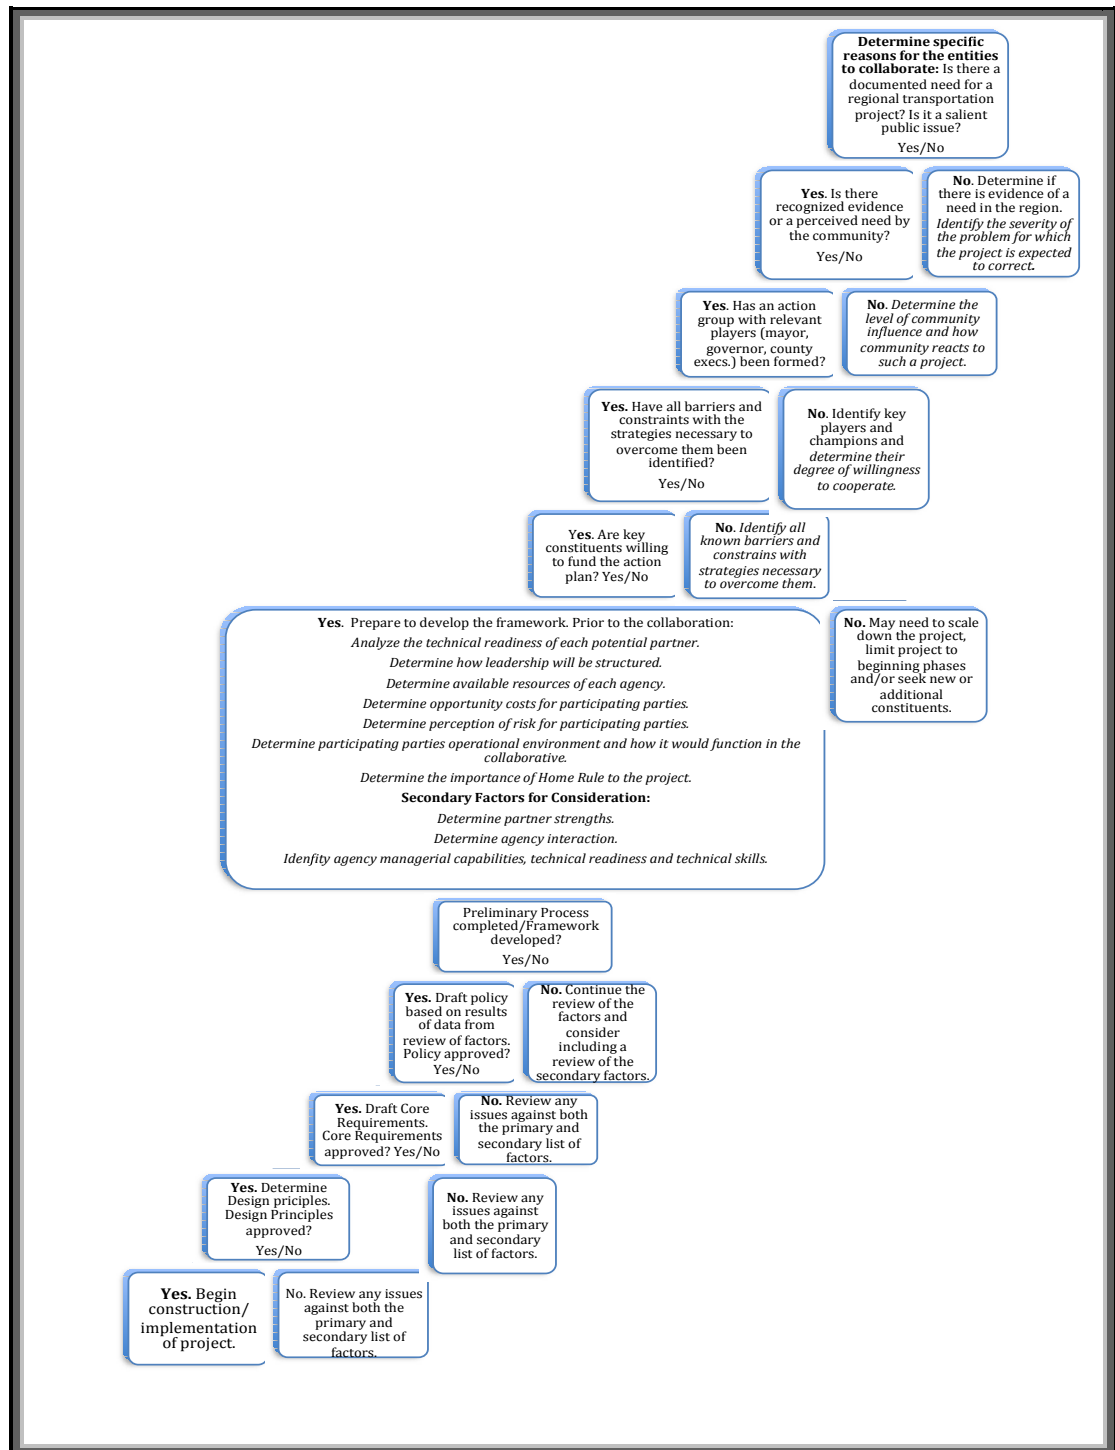 Determine specific
reasons for the entities
to collaborate: Is there a
documented need for a
regional transportation
project? Is it a salient
public issue?
Yes/No
Yes. Is there
recognized evidence
or a perceived need by
the community?
Yes/No
No. Determine if
there is evidence of a
need in the region.
Identify the severity of
the problem for which
the project is expected
to correct.
Yes. Has an action
group with relevant
players (mayor,
governor, county
execs.) been formed?
No. Determine the
level of community
influence and how
community reacts to
such a project.
Yes. Have all barriers and
constraints with the
strategies necessary to
overcome them been
identified?
Yes/No
No. Identify key
players and
champions and
determine their
degree of willingness
to cooperate.
Yes. Are key
constituents willing
to fund the action
plan? Yes/No
No. Identify all
known barriers and
constrains with
strategies necessary
to overcome them.
Yes. Prepare to develop the framework. Prior to the collaboration:
Analyze the technical readiness of each potential partner.
Determine how leadership will be structured.
Determine available resources of each agency.
Determine opportunity costs for participating parties.
Determine perception of risk for participating parties.
Determine participating parties operational environment and how it would function in the
collaborative.
Determine the importance of Home Rule to the project.
Secondary Factors for Consideration:
Determine partner strengths.
Determine agency interaction.
Idenfity agency managerial capabilities, technical readiness and technical skills.
No. May need to scale
down the project,
limit project to
beginning phases
and/or seek new or
additional
constituents.
Preliminary Process
completed/Framework
developed?
Yes/No
Yes. Draft policy
based on results
of data from
review of factors.
Policy approved?
Yes/No
No. Continue the
review of the
factors and
consider
including a
review of the
secondary factors.
Yes. Draft Core
Requirements.
Core Requirements
approved? Yes/No
No. Review any
issues against both
the primary and
secondary list of
factors.
Yes. Determine
Design priciples.
Design Principles
approved?
Yes/No
No. Review any
issues against
both the primary
and secondary
list of factors.
Yes. Begin
construction/
implementation
of project.
No. Review any issues
against both the
primary and
secondary list of
factors.